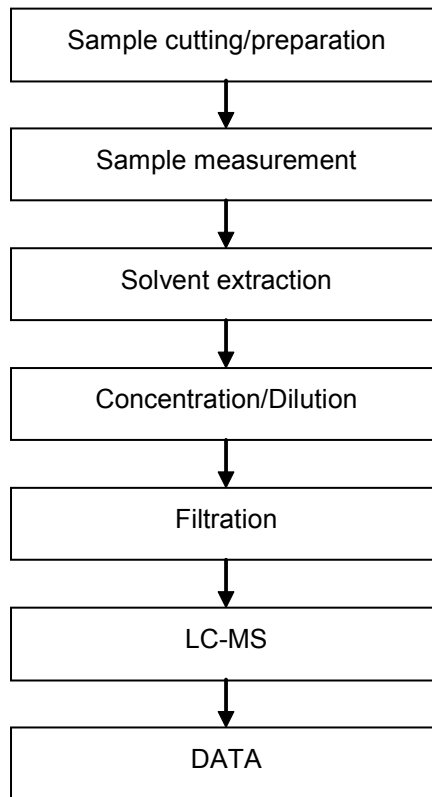 Sample cutting/preparation
Sample measurement
Solvent extraction
Concentration/Dilution
Filtration
LC-MS
DATA